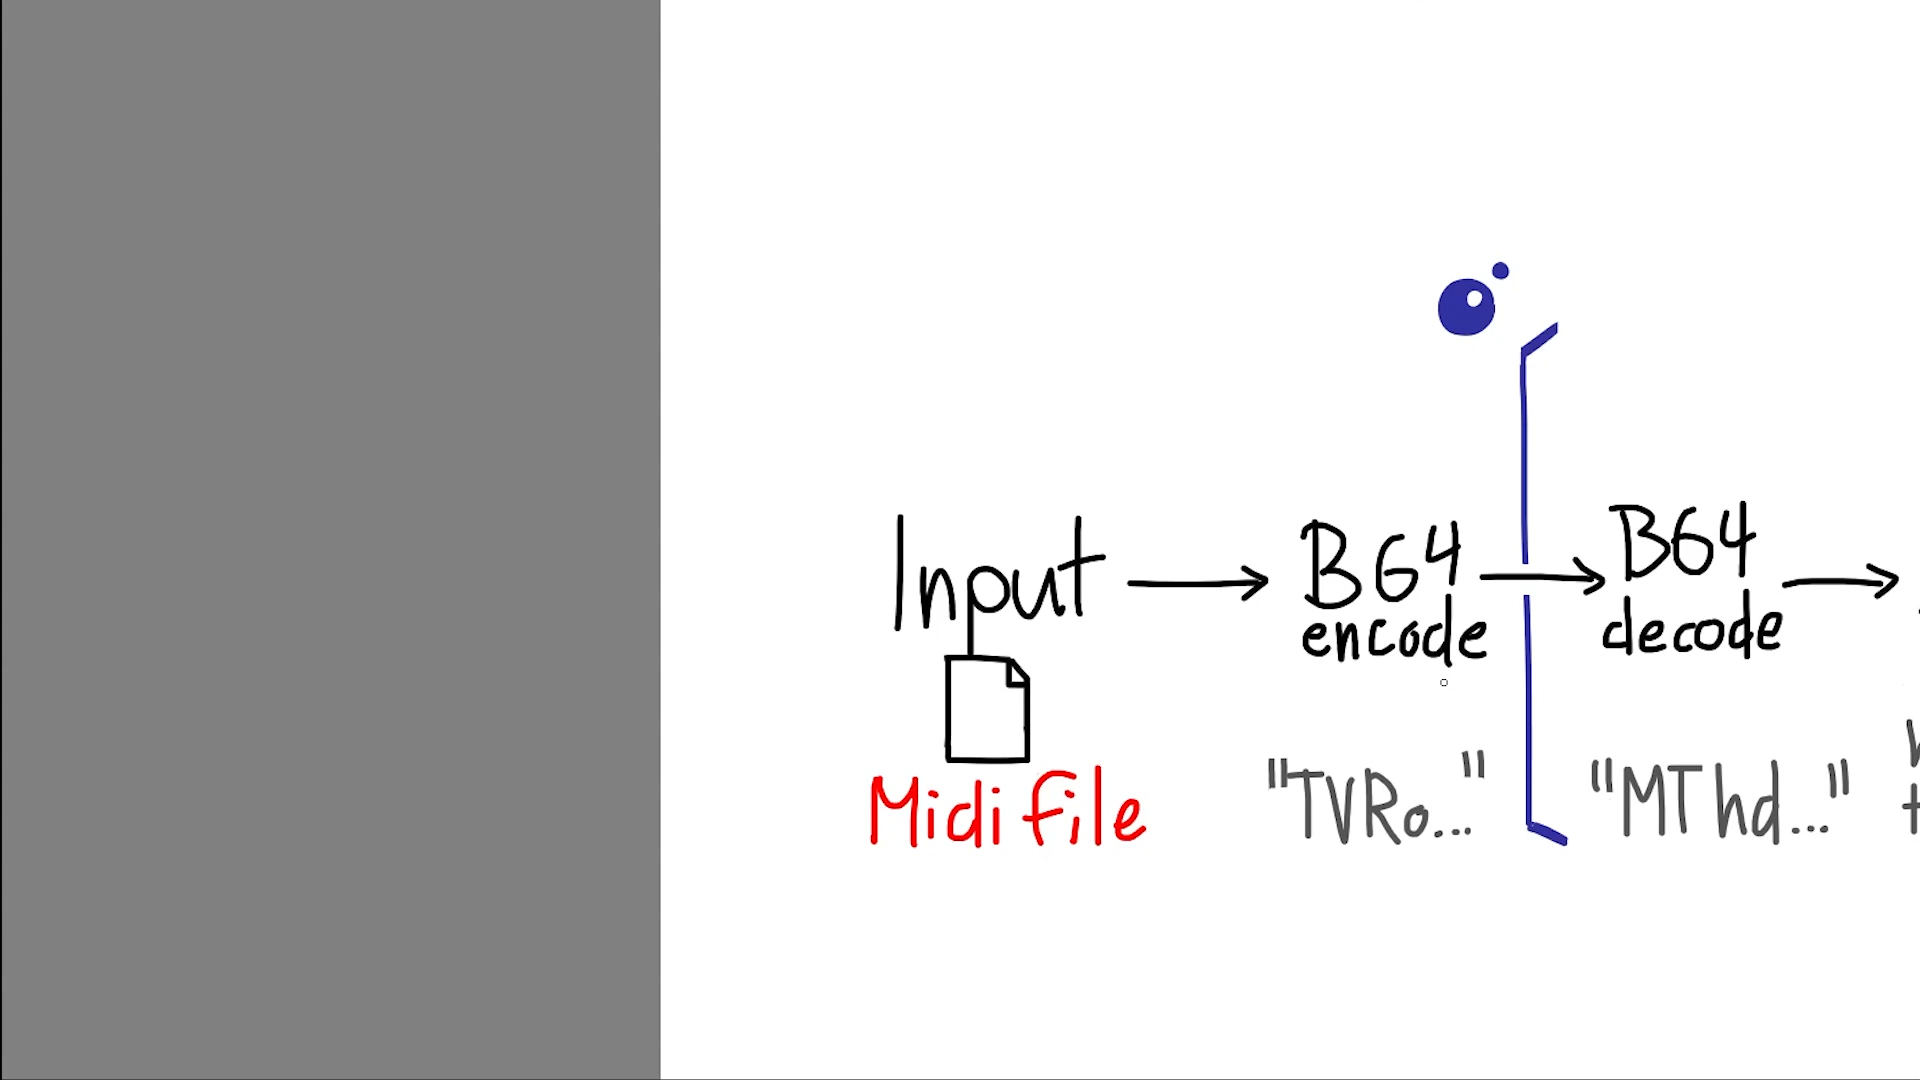 Input
B64
encode
B64
decode
Midi file
"TVRo..."
"MThd..."